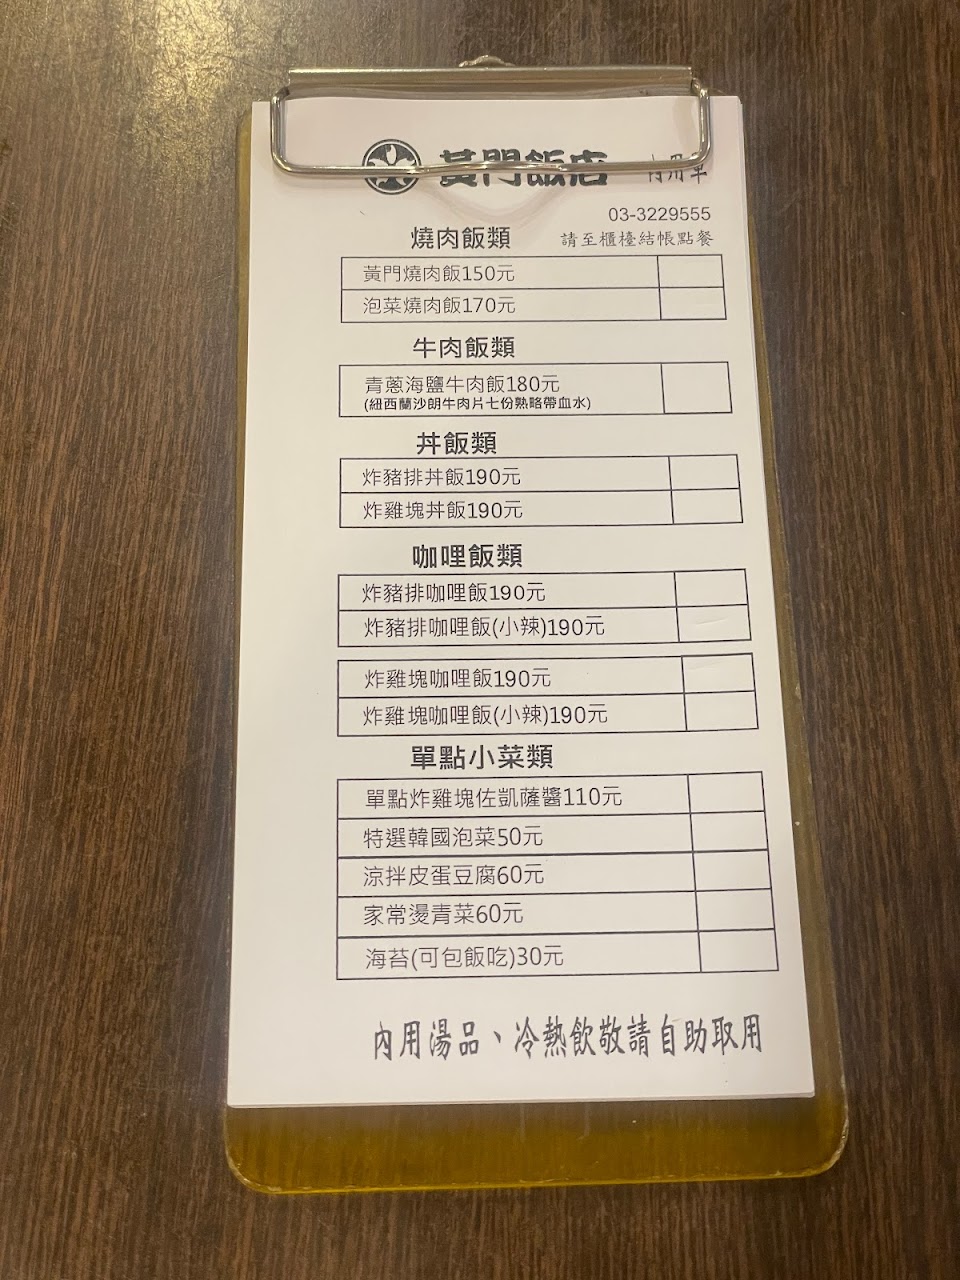 黃門飯店 內用單
03-3229555
燒肉飯類 請至櫃檯結帳點餐
黃門燒肉飯150元
泡菜燒肉飯170元
牛肉飯類
青蔥海鹽牛肉飯180元
(紐西蘭沙朗牛肉片七份熟略帶血水)
丼飯類
炸豬排丼飯190元
炸雞塊丼飯190元
咖哩飯類
炸豬排咖哩飯190元
炸豬排咖哩飯(小辣)190元
炸雞塊咖哩飯190元
炸雞塊咖哩飯(小辣)190元
單點小菜類
單點炸雞塊佐凱薩醬110元
特選韓國泡菜50元
涼拌皮蛋豆腐60元
家常燙青菜60元
海苔(可包飯吃)30元
內用湯品、冷熱飲敬請自助取用